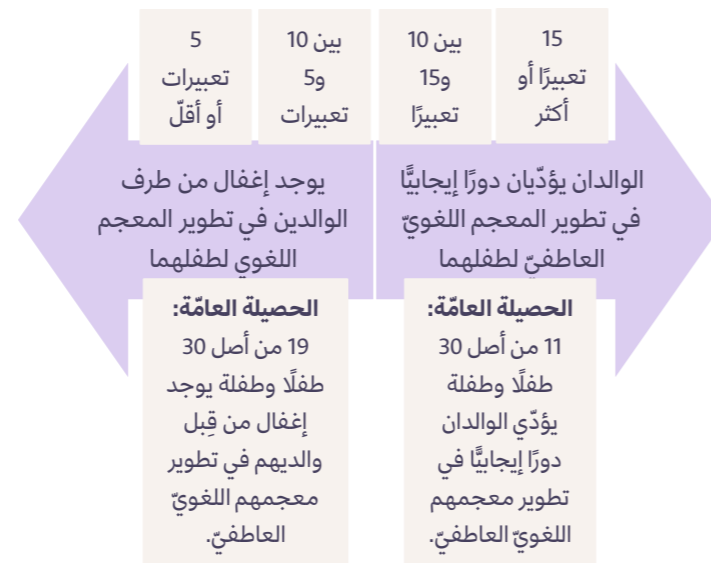 15
تعبيرًا أو
أكثر
بين 10
و15
تعبيرًا
بين 10
و5
تعبيرات
5
تعبيرات
أو أقلّ
الوالدان يؤدّيان دورًا إيجابيًّا
في تطوير المعجم اللغويّ
العاطفيّ لطفلهما
يوجد إغفال من طرف
الوالدين في تطوير المعجم
اللغوي لطفلهما
الحصيلة العامّة:
11 من أصل 30
طفلًا وطفلة
يؤدّي الوالدان
دورًا إيجابيًّا في
تطوير معجمهم
اللغويّ العاطفيّ.
الحصيلة العامّة:
19 من أصل 30
طفلًا وطفلة يوجد
إغفال من قِبل
والديهم في تطوير
معجمهم اللغويّ
العاطفيّ.